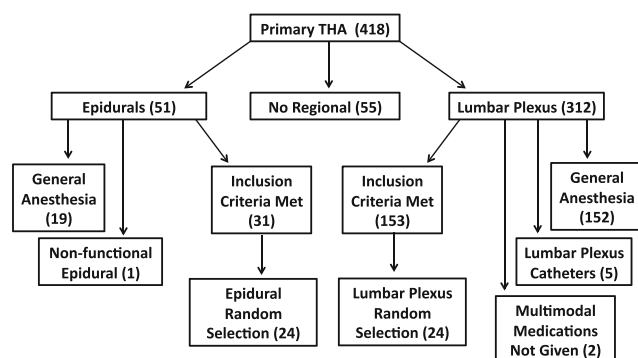 Primary THA (418)
Epidurals (51)
No Regional (55)
Lumbar Plexus (312)
General
Anesthesia
(19)
Non-functional
Epidural (1)
Inclusion
Criteria Met
(31)
Epidural
Random
Selection (24)
Inclusion
Criteria Met
(153)
Lumbar Plexus
Random
Selection (24)
General
Anesthesia
(152)
Lumbar Plexus
Catheters (5)
Multimodal
Medications
Not Given (2)